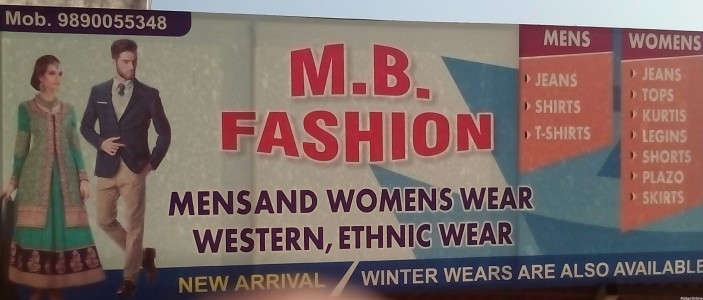 Mob. 9890055348
M.B.
FASHION
MENSAND WOMENS WEAR
WESTERN, ETHNIC WEAR
NEW ARRIVAL / WINTER WEARS ARE ALSO AVAILABLE
MENS
JEANS
SHIRTS
T-SHIRTS
WOMENS
JEANS
TOPS
KURTIS
LEGINS
SHORTS
PLAZO
SKIRTS